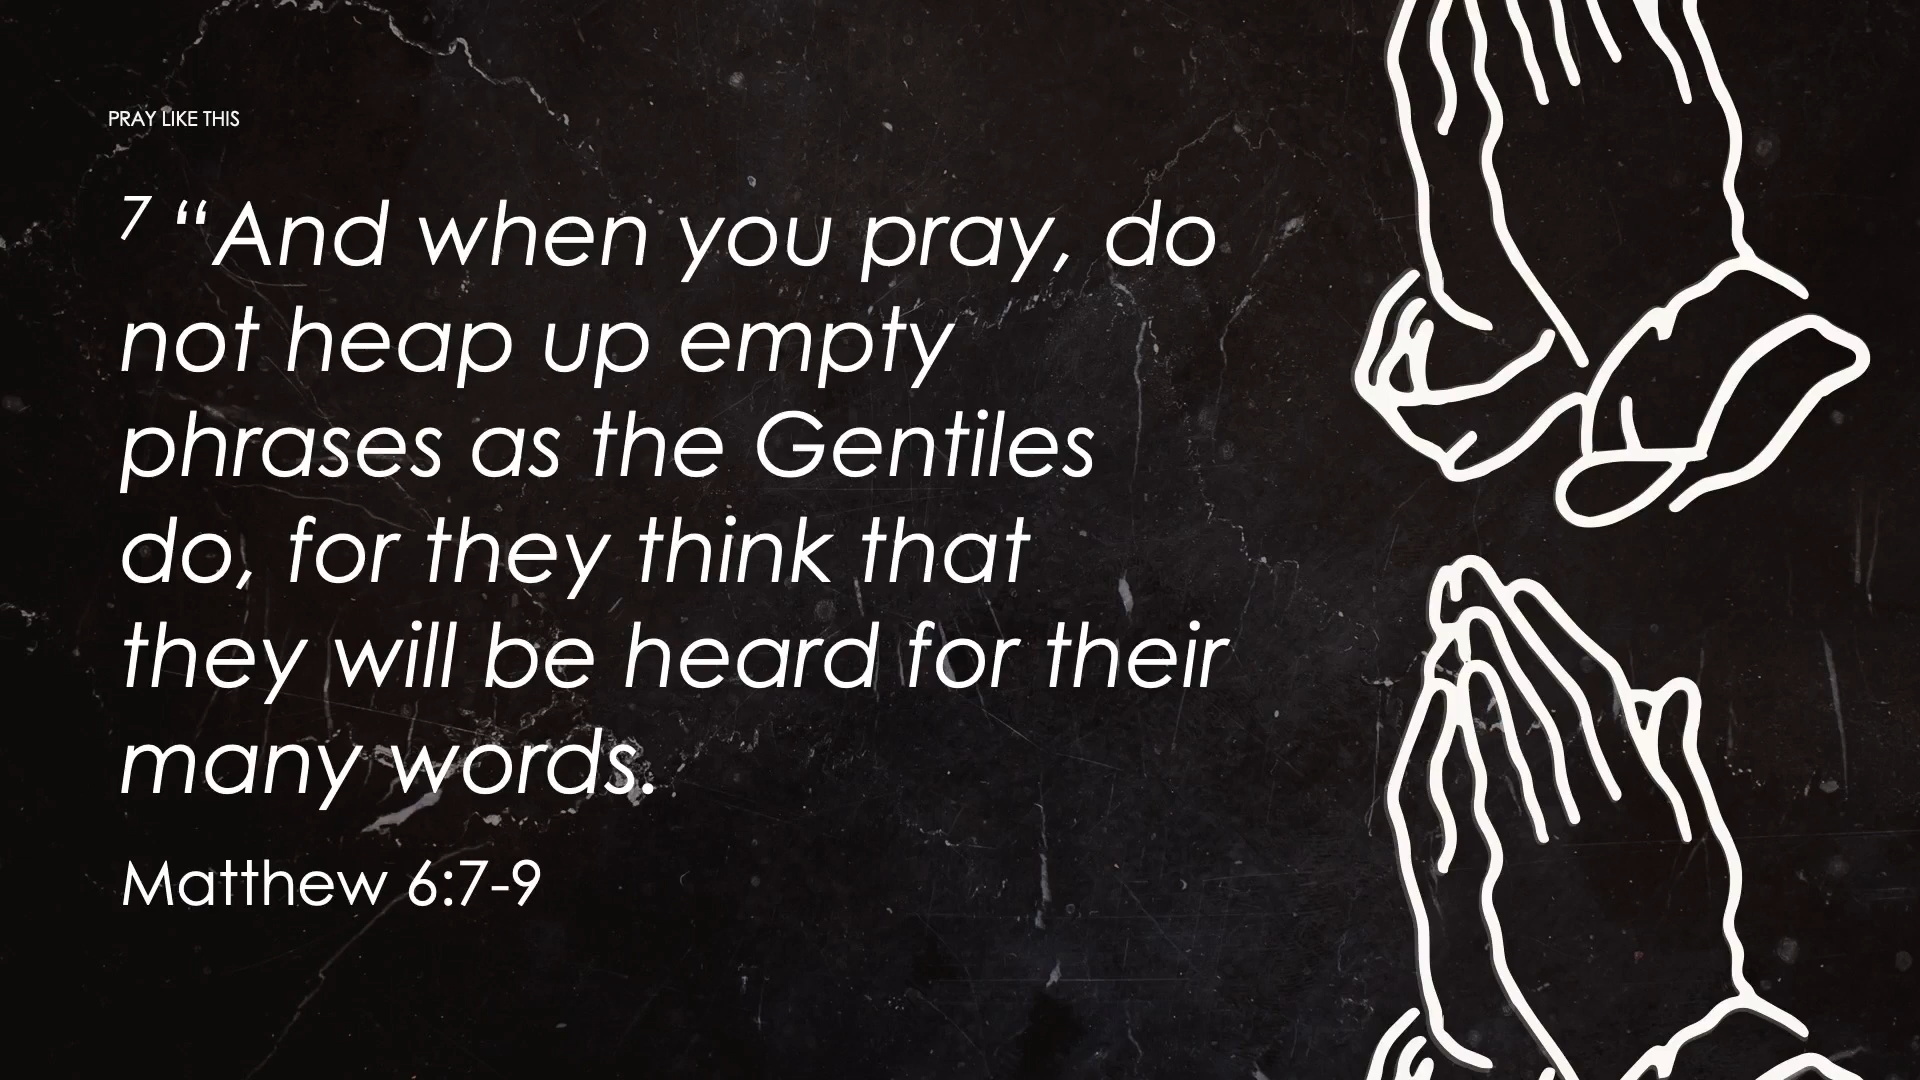 PRAY LIKE THIS
7 “And when you pray, do
not heap up empty
phrases as the Gentiles
do, for they think that
they will be heard for their
many words.
Matthew 6:7-9